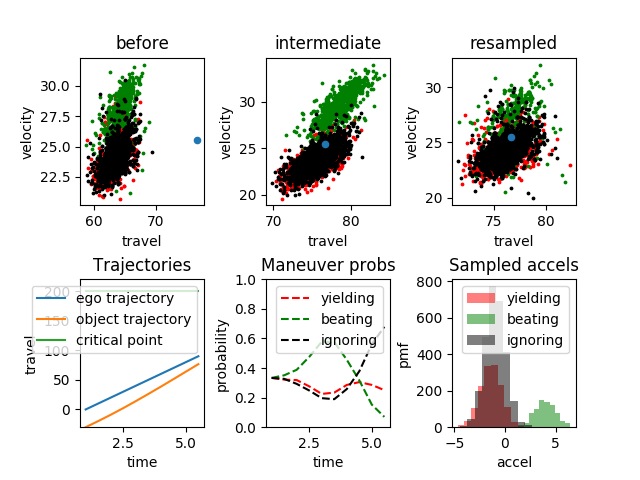 before
intermediate
resampled
30.0
27.5
25.0
22.5
velocity
60
70
travel
30
25
20
velocity
70
80
travel
30
25
20
velocity
75
80
travel
Trajectories
Maneuver probs
Sampled accels
200
150
100
50
0
travel
ego trajectory
object trajectory
critical point
2.5
5.0
time
1.0
0.8
0.6
0.4
0.2
0.0
probability
yielding
beating
ignoring
2.5
5.0
time
800
600
400
200
0
pmf
yielding
beating
ignoring
−5
0
5
accel